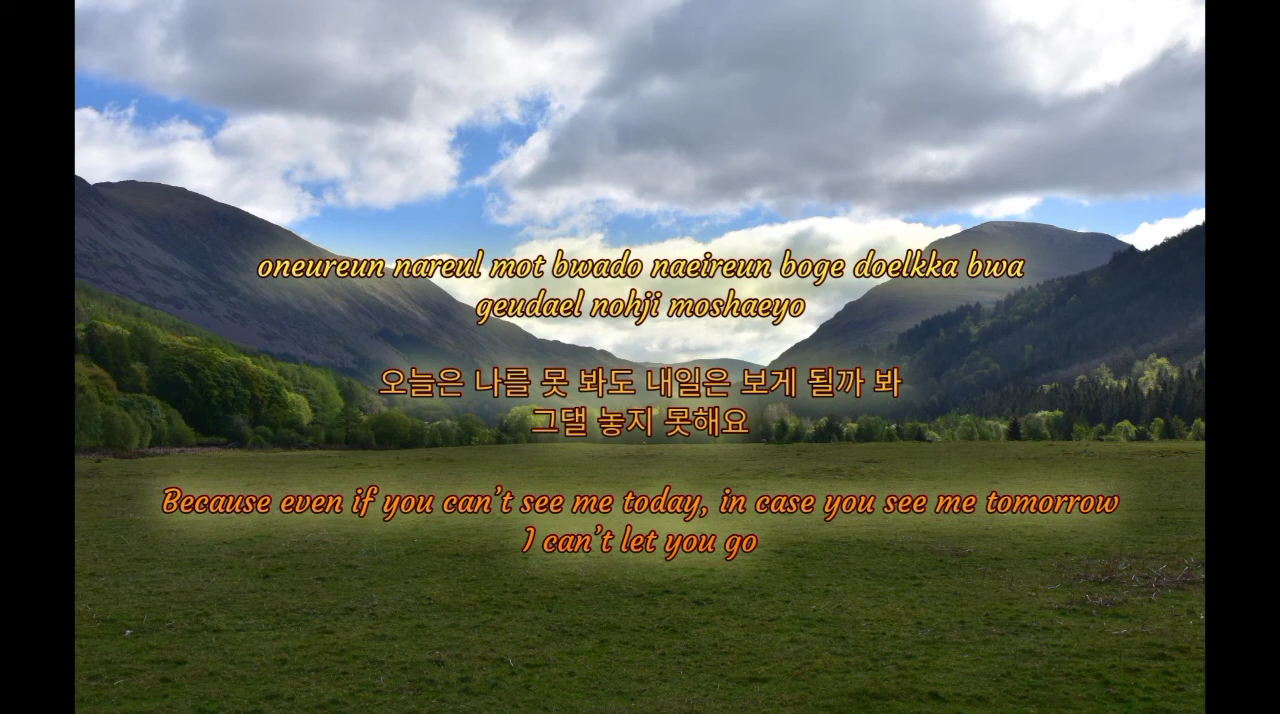 oneureun nareul mot bwado naeireun boge doelkka bwa
geudael nohji moshaeyo
오늘은 나를 못 봐도 내일은 보게 될까 봐
그댈 놓지 못해요
Because even if you can't see me today, in case you see me tomorrow
I can't let you go